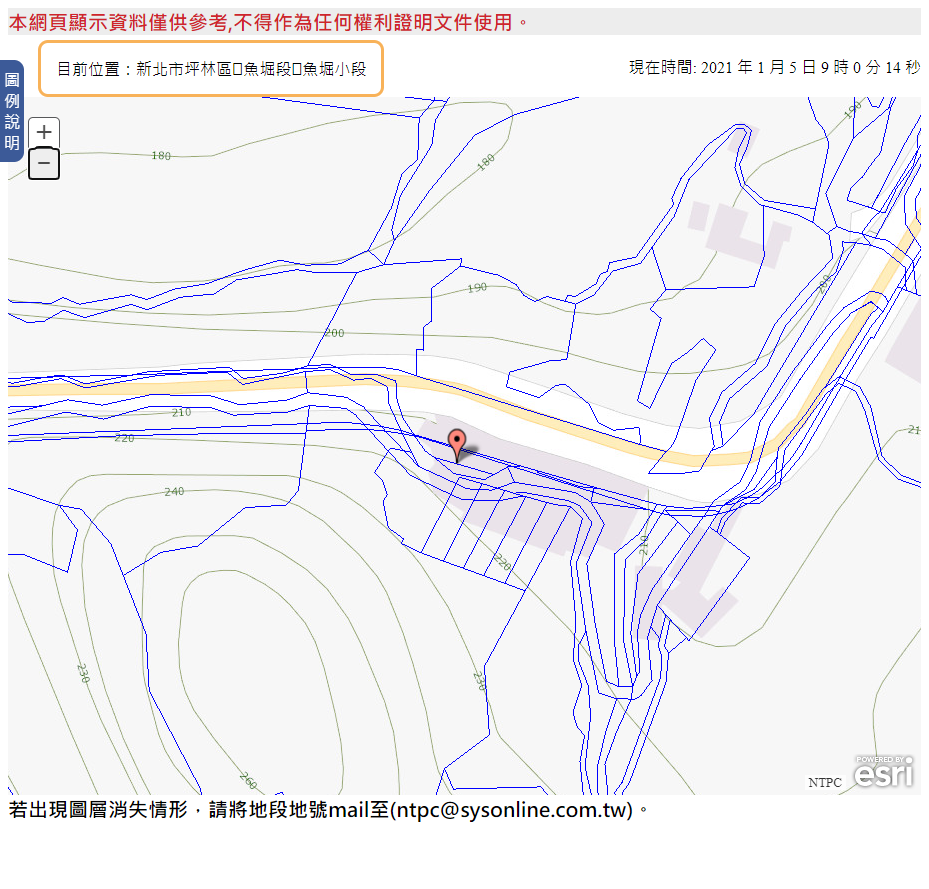 本網頁顯示資料僅供參考,不得作為任何權利證明文件使用。
目前位置：新北市坪林區▯魚堀段▯魚堀小段
現在時間: 2021 年 1 月 5 日 9 時 0 分 14 秒
圖例說明
+
−
190
180
180
190
200
200
210
220
210
240
210
220
230
230
260
POWERED BY
esri
NTPC
若出現圖層消失情形，請將地段地號mail至(ntpc@sysonline.com.tw)。